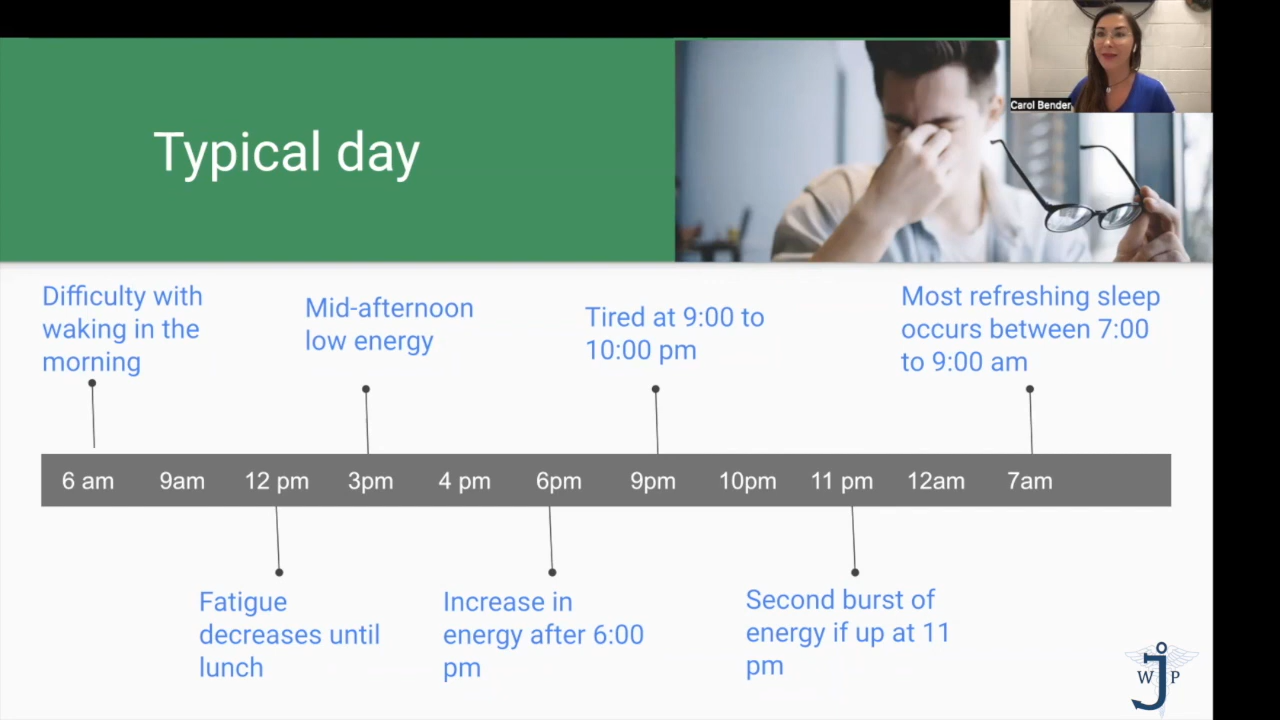 Carol Bender
Typical day
Difficulty with
waking in the
morning
Mid-afternoon
low energy
Tired at 9:00 to
10:00 pm
Most refreshing sleep
occurs between 7:00
to 9:00 am
6 am 9am 12 pm 3pm 4 pm 6pm 9pm 10pm 11 pm 12am 7am
Fatigue
decreases until
lunch
Increase in
energy after 6:00
pm
Second burst of
energy if up at 11
pm
W J P